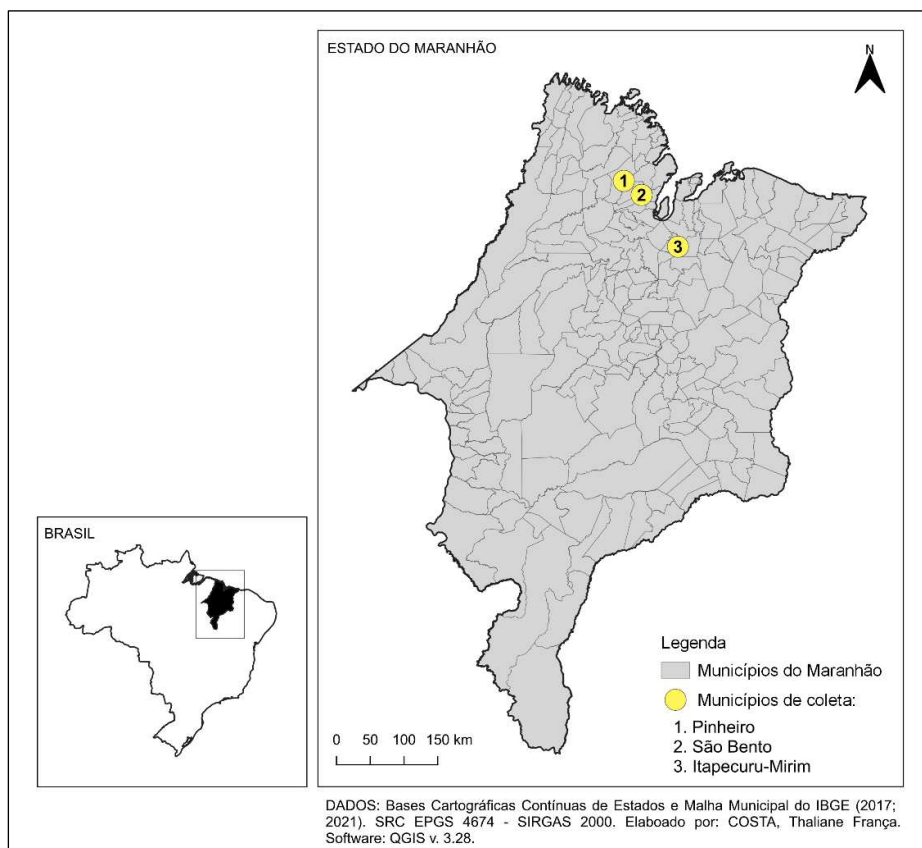 ESTADO DO MARANHÃO
N
1
2
3
BRASIL
Legenda
Municípios do Maranhão
Municípios de coleta:
1. Pinheiro
2. São Bento
3. Itapecuru-Mirim
0 50 100 150 km
DADOS: Bases Cartográficas Contínuas de Estados e Malha Municipal do IBGE (2017;
2021). SRC EPGS 4674 - SIRGAS 2000. Elaboado por: COSTA, Thaliane França.
Software: QGIS v. 3.28.